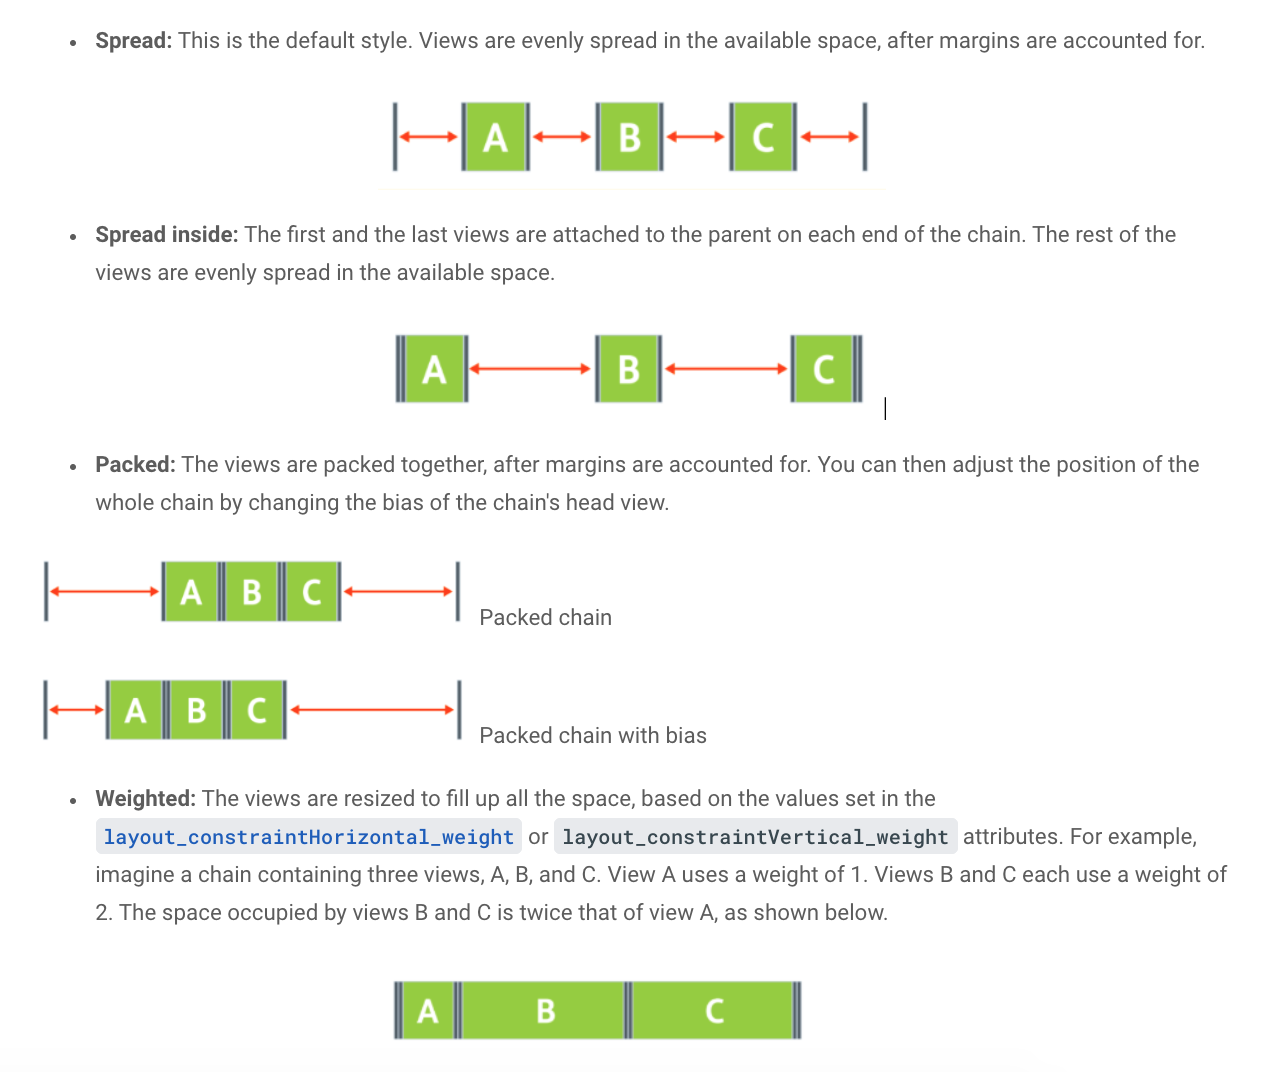 Spread: This is the default style. Views are evenly spread in the available space, after margins are accounted for.
A B C
Spread inside: The first and the last views are attached to the parent on each end of the chain. The rest of the
views are evenly spread in the available space.
A B C
Packed: The views are packed together, after margins are accounted for. You can then adjust the position of the
whole chain by changing the bias of the chain's head view.
A B C
Packed chain
A B C
Packed chain with bias
Weighted: The views are resized to fill up all the space, based on the values set in the
layout_constraintHorizontal_weight or layout_constraintVertical_weight attributes. For example,
imagine a chain containing three views, A, B, and C. View A uses a weight of 1. Views B and C each use a weight of
2. The space occupied by views B and C is twice that of view A, as shown below.
A B C